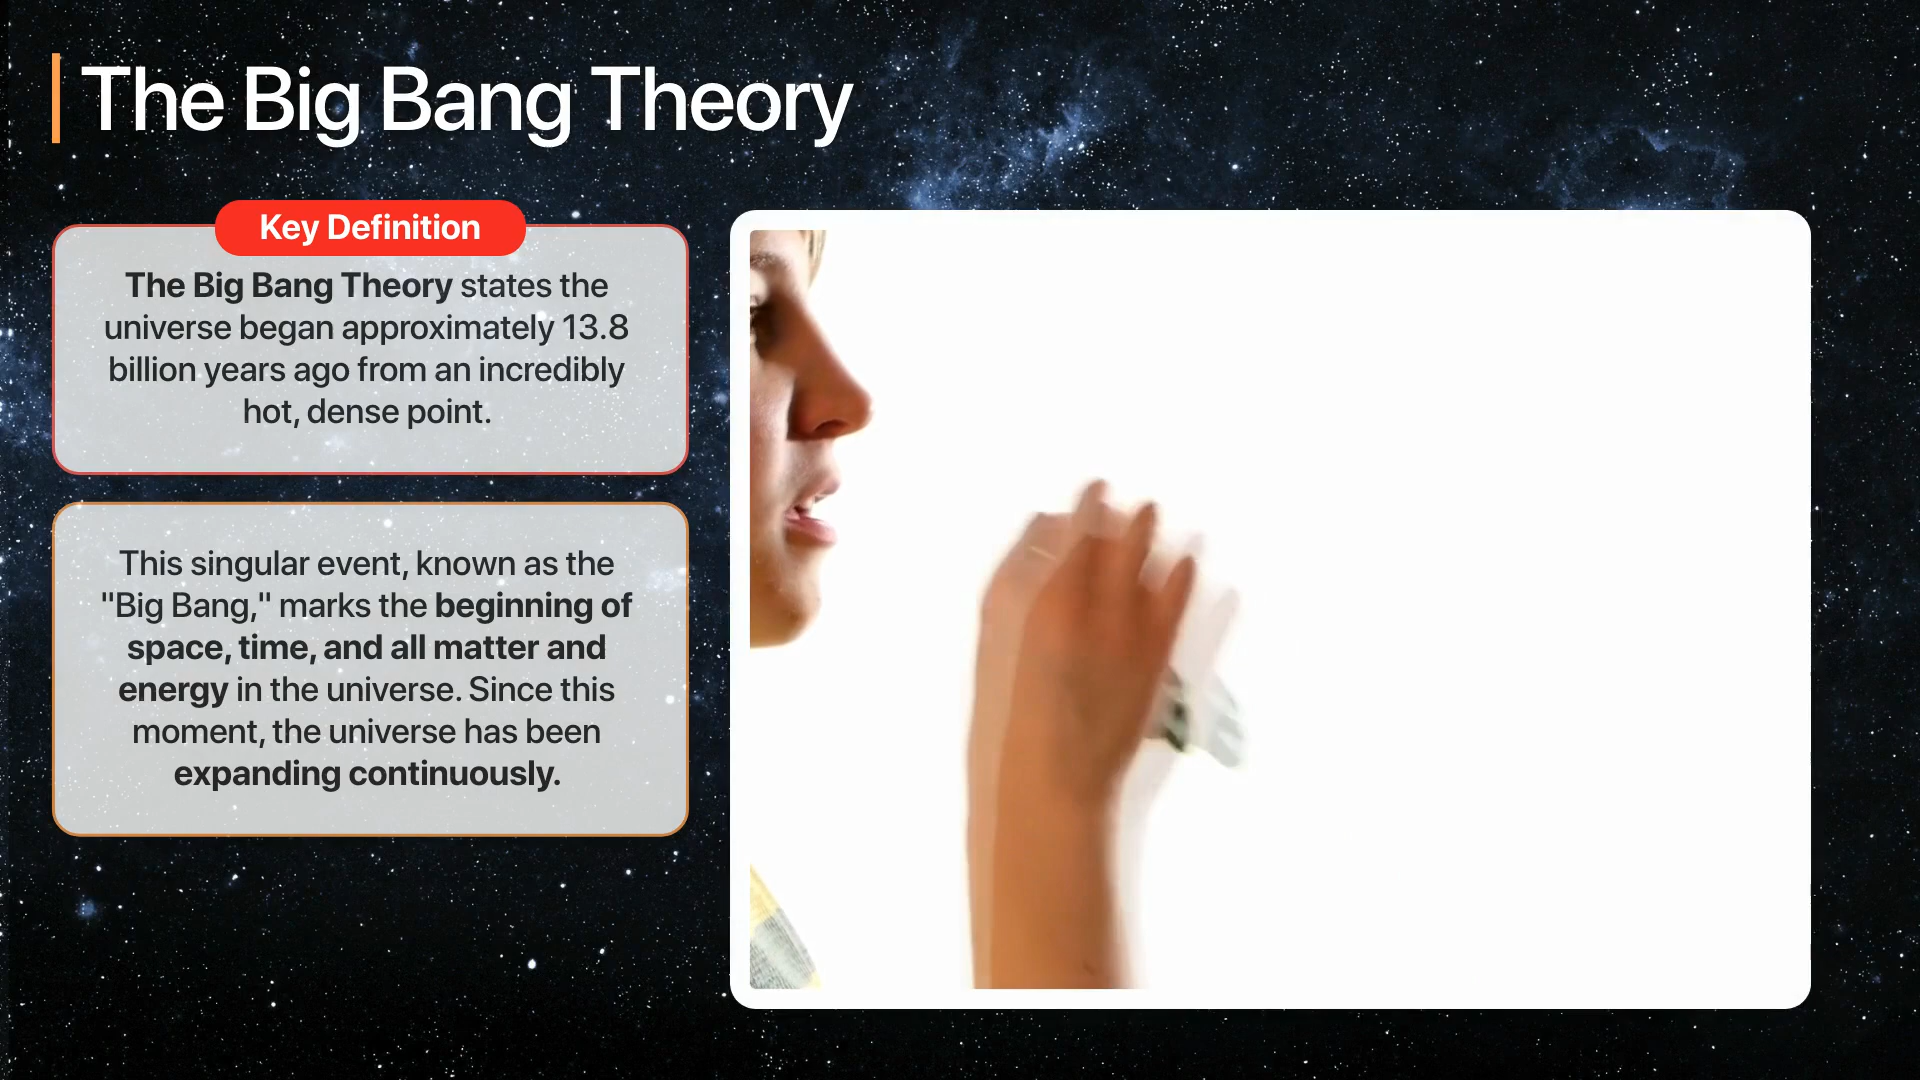 The Big Bang Theory
Key Definition
The Big Bang Theory states the
universe began approximately 13.8
billion years ago from an incredibly
hot, dense point.
This singular event, known as the
"Big Bang," marks the beginning of
space, time, and all matter and
energy in the universe. Since this
moment, the universe has been
expanding continuously.